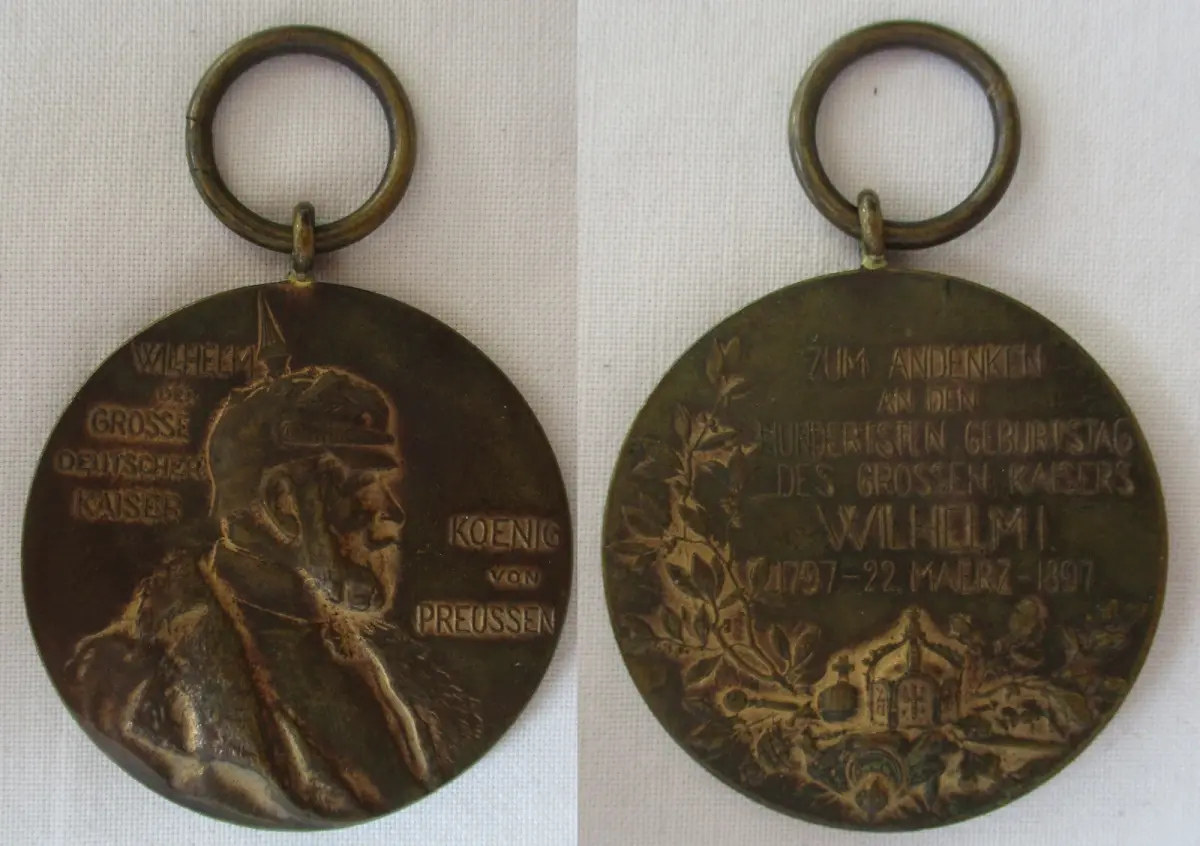 WILHELM
DER
GROSSE
DEUTSCHER
KAISER
KOENIG
VON
PREUSSEN
ZUM ANDENKEN
AN DEN
HUNDERTSTEN GEBURTSTAG
DES GROSSEN KAISERS
WILHELM I.
1797-22. MAERZ-1897